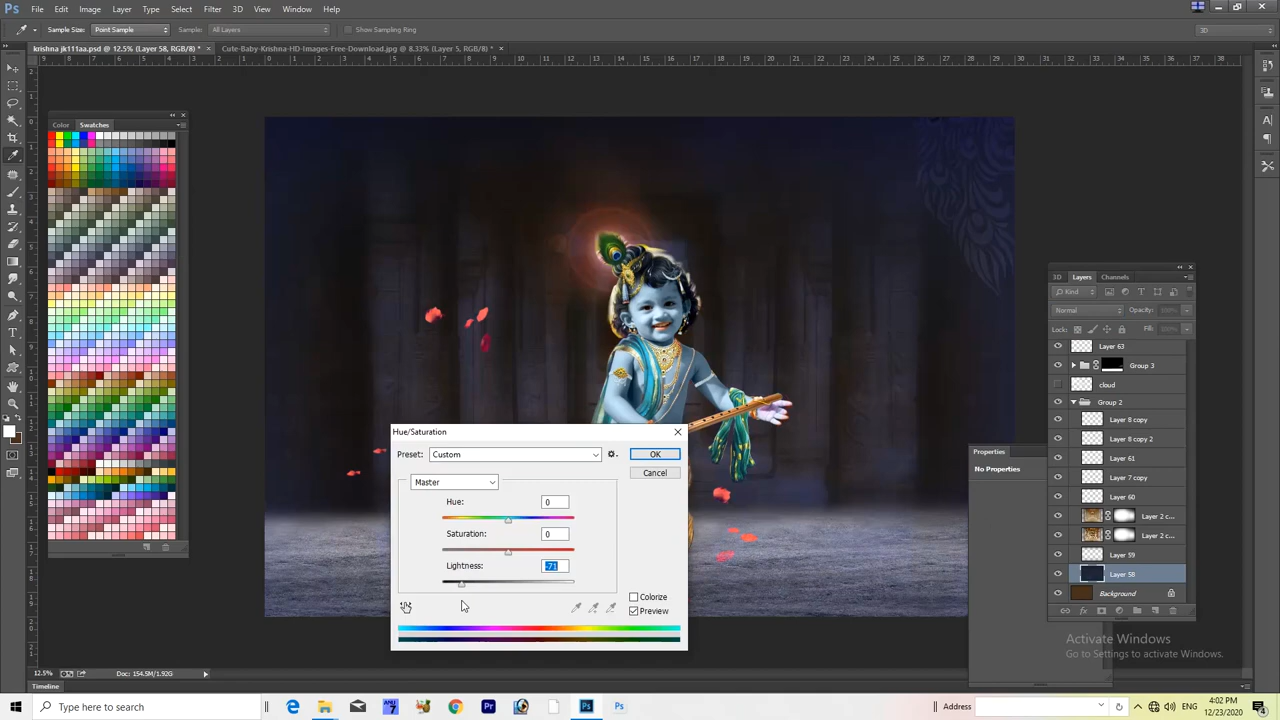 File Edit Image Layer Type Select Filter 3D View Window Help
Sample Size: Point Sample Sample: All Layers Show Sampling Ring 3D
krishna jk111aa.psd @ 12.5% (Layer 58, RGB/8) * × Cute-Baby-Krishna-HD-Images-Free-Download.jpg @ 8.33% (Layer 5, RGB/8) * ×
Color Swatches
3D Layers Channels
Kind
Normal Opacity: 100%
Lock: Fill: 100%
Layer 63
Group 3
cloud
Group 2
Layer 8 copy
Layer 8 copy 2
Layer 61
Layer 7 copy
Layer 60
Layer 2 c...
Layer 2 c...
Layer 59
Layer 58
Background
Properties
No Properties
Hue/Saturation
Preset: Custom OK
Cancel
Master
Hue: 0
Saturation: 0
Lightness: -71
Colorize
Preview
Activate Windows
Go to Settings to activate Windows.
12.5% Doc: 154.5M/1.92G
Timeline
Type here to search
Address
ENG
4:02 PM
12/23/2020